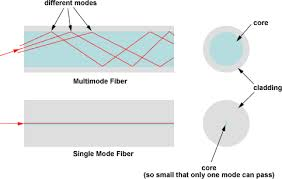 different modes
core
cladding
Multimode Fiber
Single Mode Fiber
core
(so small that only one mode can pass)